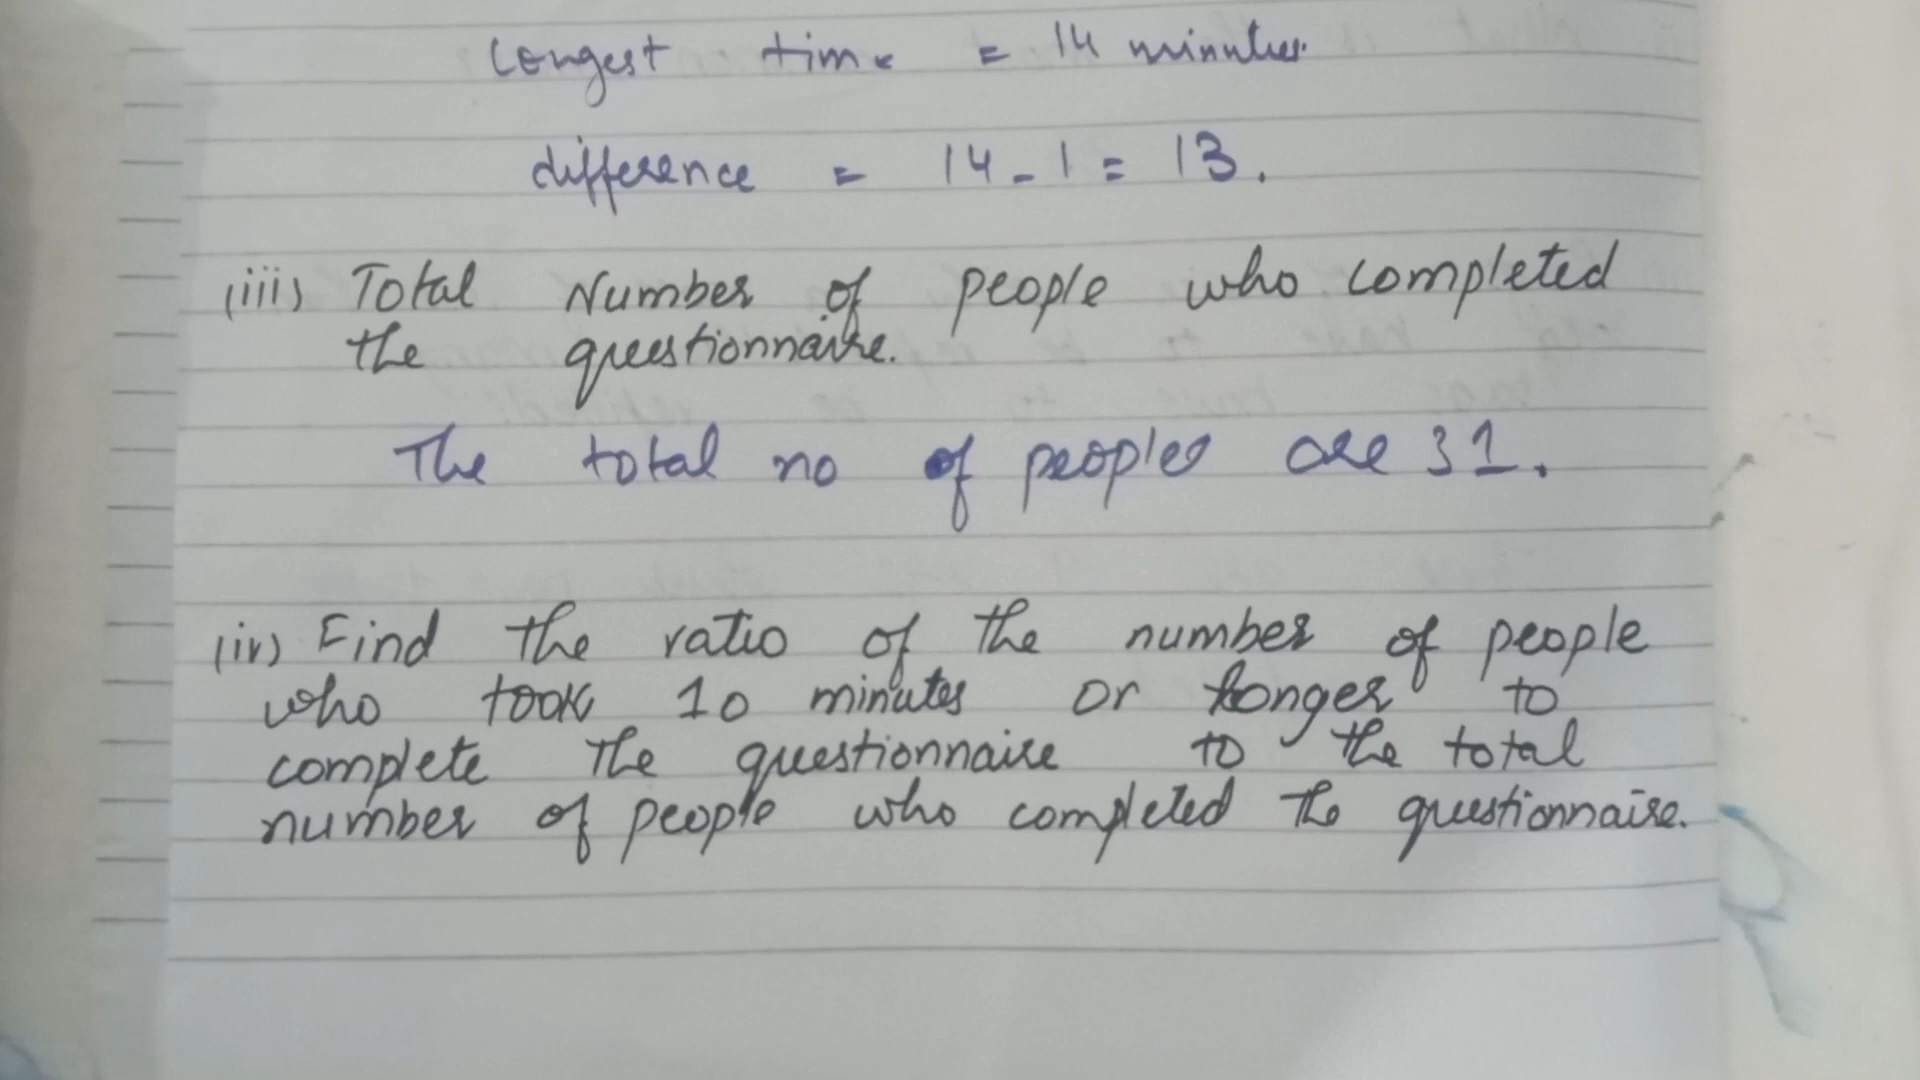 Longest time = 14 minutes.
difference = 14 - 1 = 13.
(iii) Total Number of people who completed
the questionnaire.
The total no of peoples are 31.
(iv) Find the ratio of the number of people
who took 10 minutes or longer to
complete the questionnaire to the total
number of people who completed the questionnaire.